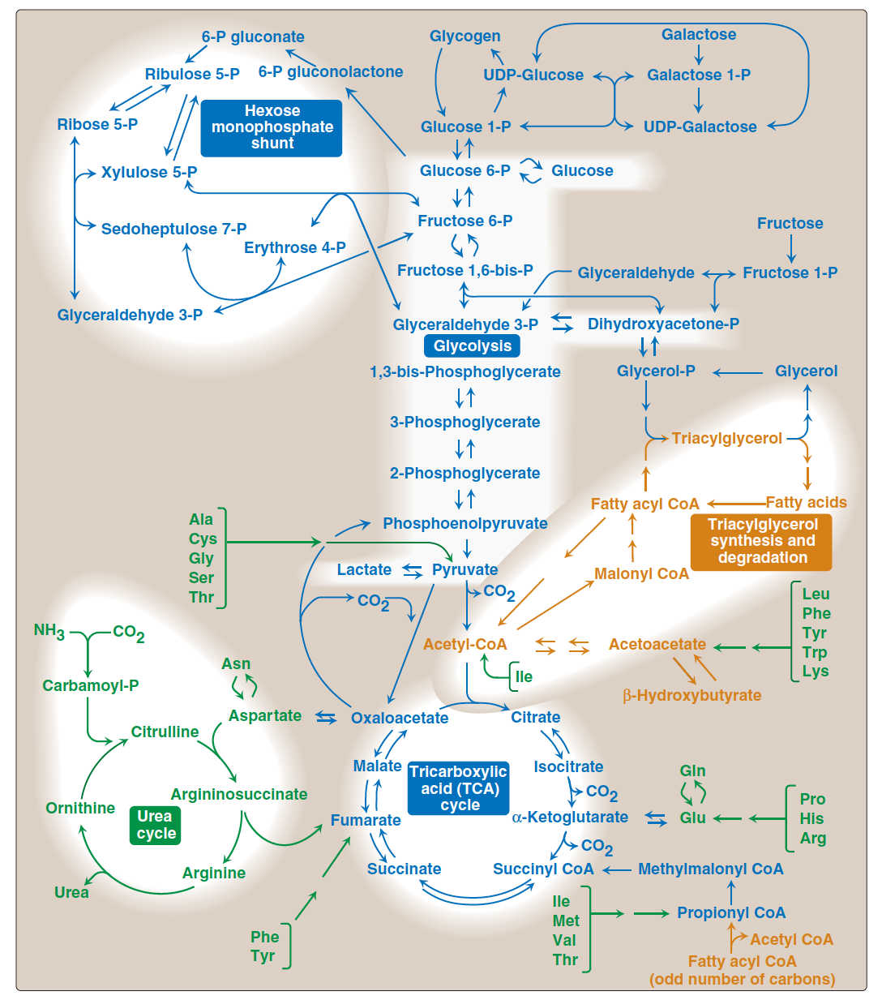 6-P gluconate
Ribulose 5-P
6-P gluconolactone
Hexose
monophosphate
shunt
Ribose 5-P
Xylulose 5-P
Sedoheptulose 7-P
Erythrose 4-P
Glyceraldehyde 3-P
Glycogen
UDP-Glucose
Galactose
Galactose 1-P
Glucose 1-P
UDP-Galactose
Glucose 6-P
Glucose
Fructose 6-P
Fructose
Fructose 1,6-bis-P
Glyceraldehyde
Fructose 1-P
Glyceraldehyde 3-P
Dihydroxyacetone-P
Glycolysis
1,3-bis-Phosphoglycerate
Glycerol-P
Glycerol
3-Phosphoglycerate
Triacylglycerol
2-Phosphoglycerate
Fatty acyl CoA
Fatty acids
Triacylglycerol
synthesis and
degradation
Ala
Cys
Gly
Ser
Thr
Phosphoenolpyruvate
Lactate
Pyruvate
Malonyl CoA
CO2
CO2
Leu
Phe
Tyr
Trp
Lys
Acetyl-CoA
Acetoacetate
Ile
β-Hydroxybutyrate
NH3
CO2
Carbamoyl-P
Asn
Aspartate
Citrulline
Argininosuccinate
Ornithine
Urea
cycle
Arginine
Urea
Oxaloacetate
Citrate
Malate
Tricarboxylic
acid (TCA)
cycle
Isocitrate
CO2
Fumarate
α-Ketoglutarate
Gln
Glu
Pro
His
Arg
CO2
Succinate
Succinyl CoA
Methylmalonyl CoA
Phe
Tyr
Ile
Met
Val
Thr
Propionyl CoA
Acetyl CoA
Fatty acyl CoA
(odd number of carbons)